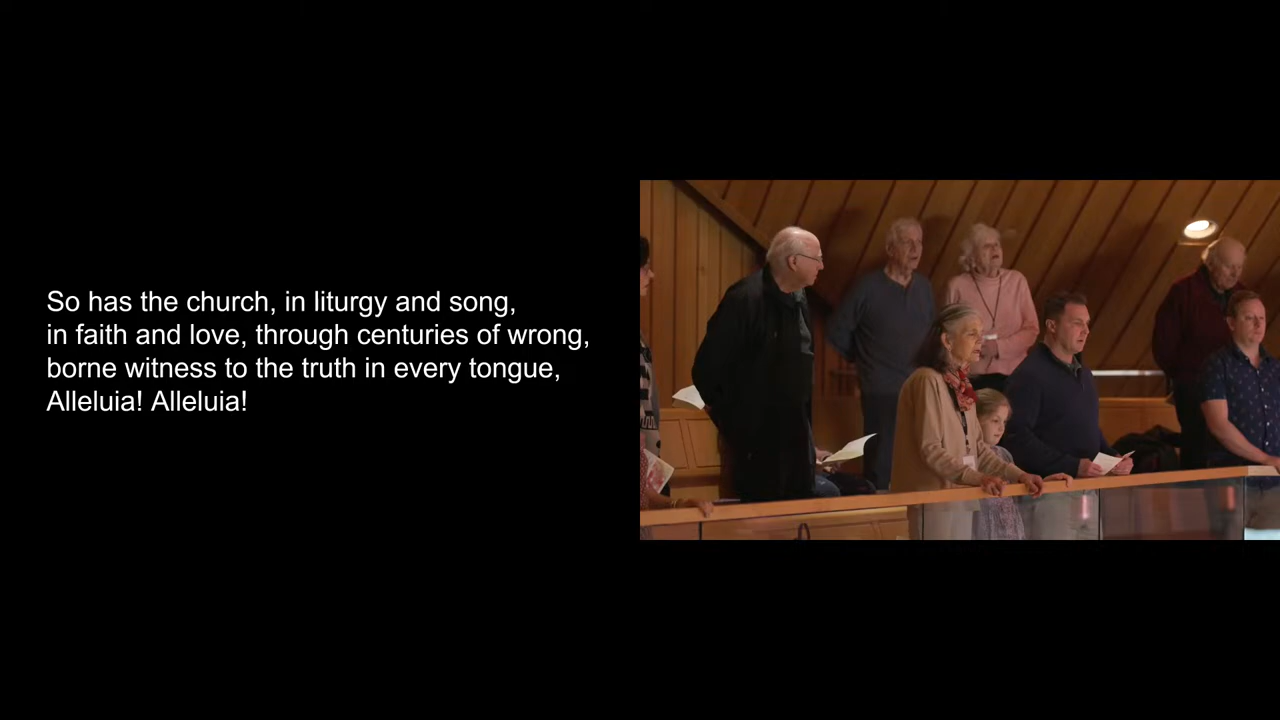 So has the church, in liturgy and song,
in faith and love, through centuries of wrong,
borne witness to the truth in every tongue,
Alleluia! Alleluia!